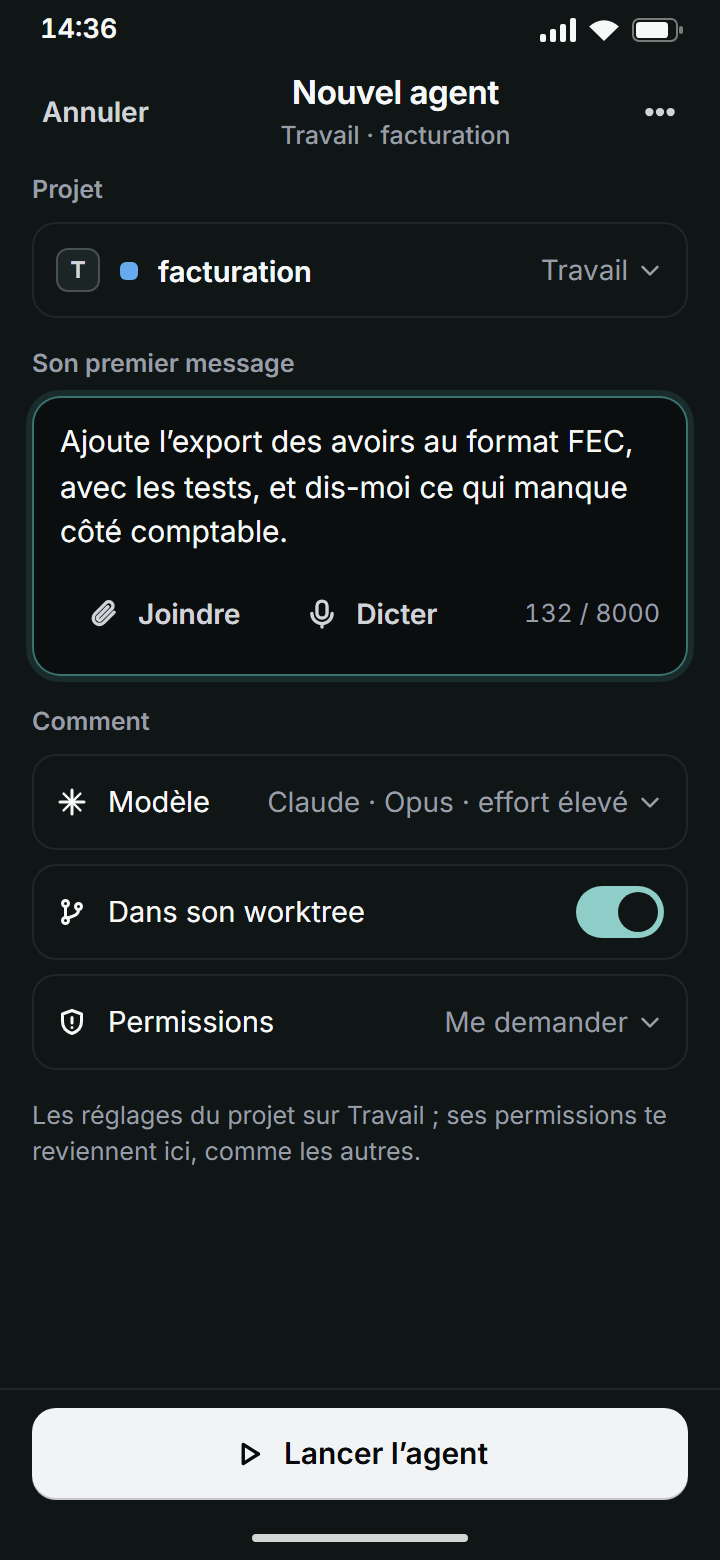 14:36
Annuler
Nouvel agent
Travail · facturation
Projet
T facturation Travail
Son premier message
Ajoute l’export des avoirs au format FEC,
avec les tests, et dis-moi ce qui manque
côté comptable.
Joindre Dicter 132 / 8000
Comment
Modèle Claude · Opus · effort élevé
Dans son worktree
Permissions Me demander
Les réglages du projet sur Travail ; ses permissions te
reviennent ici, comme les autres.
Lancer l’agent